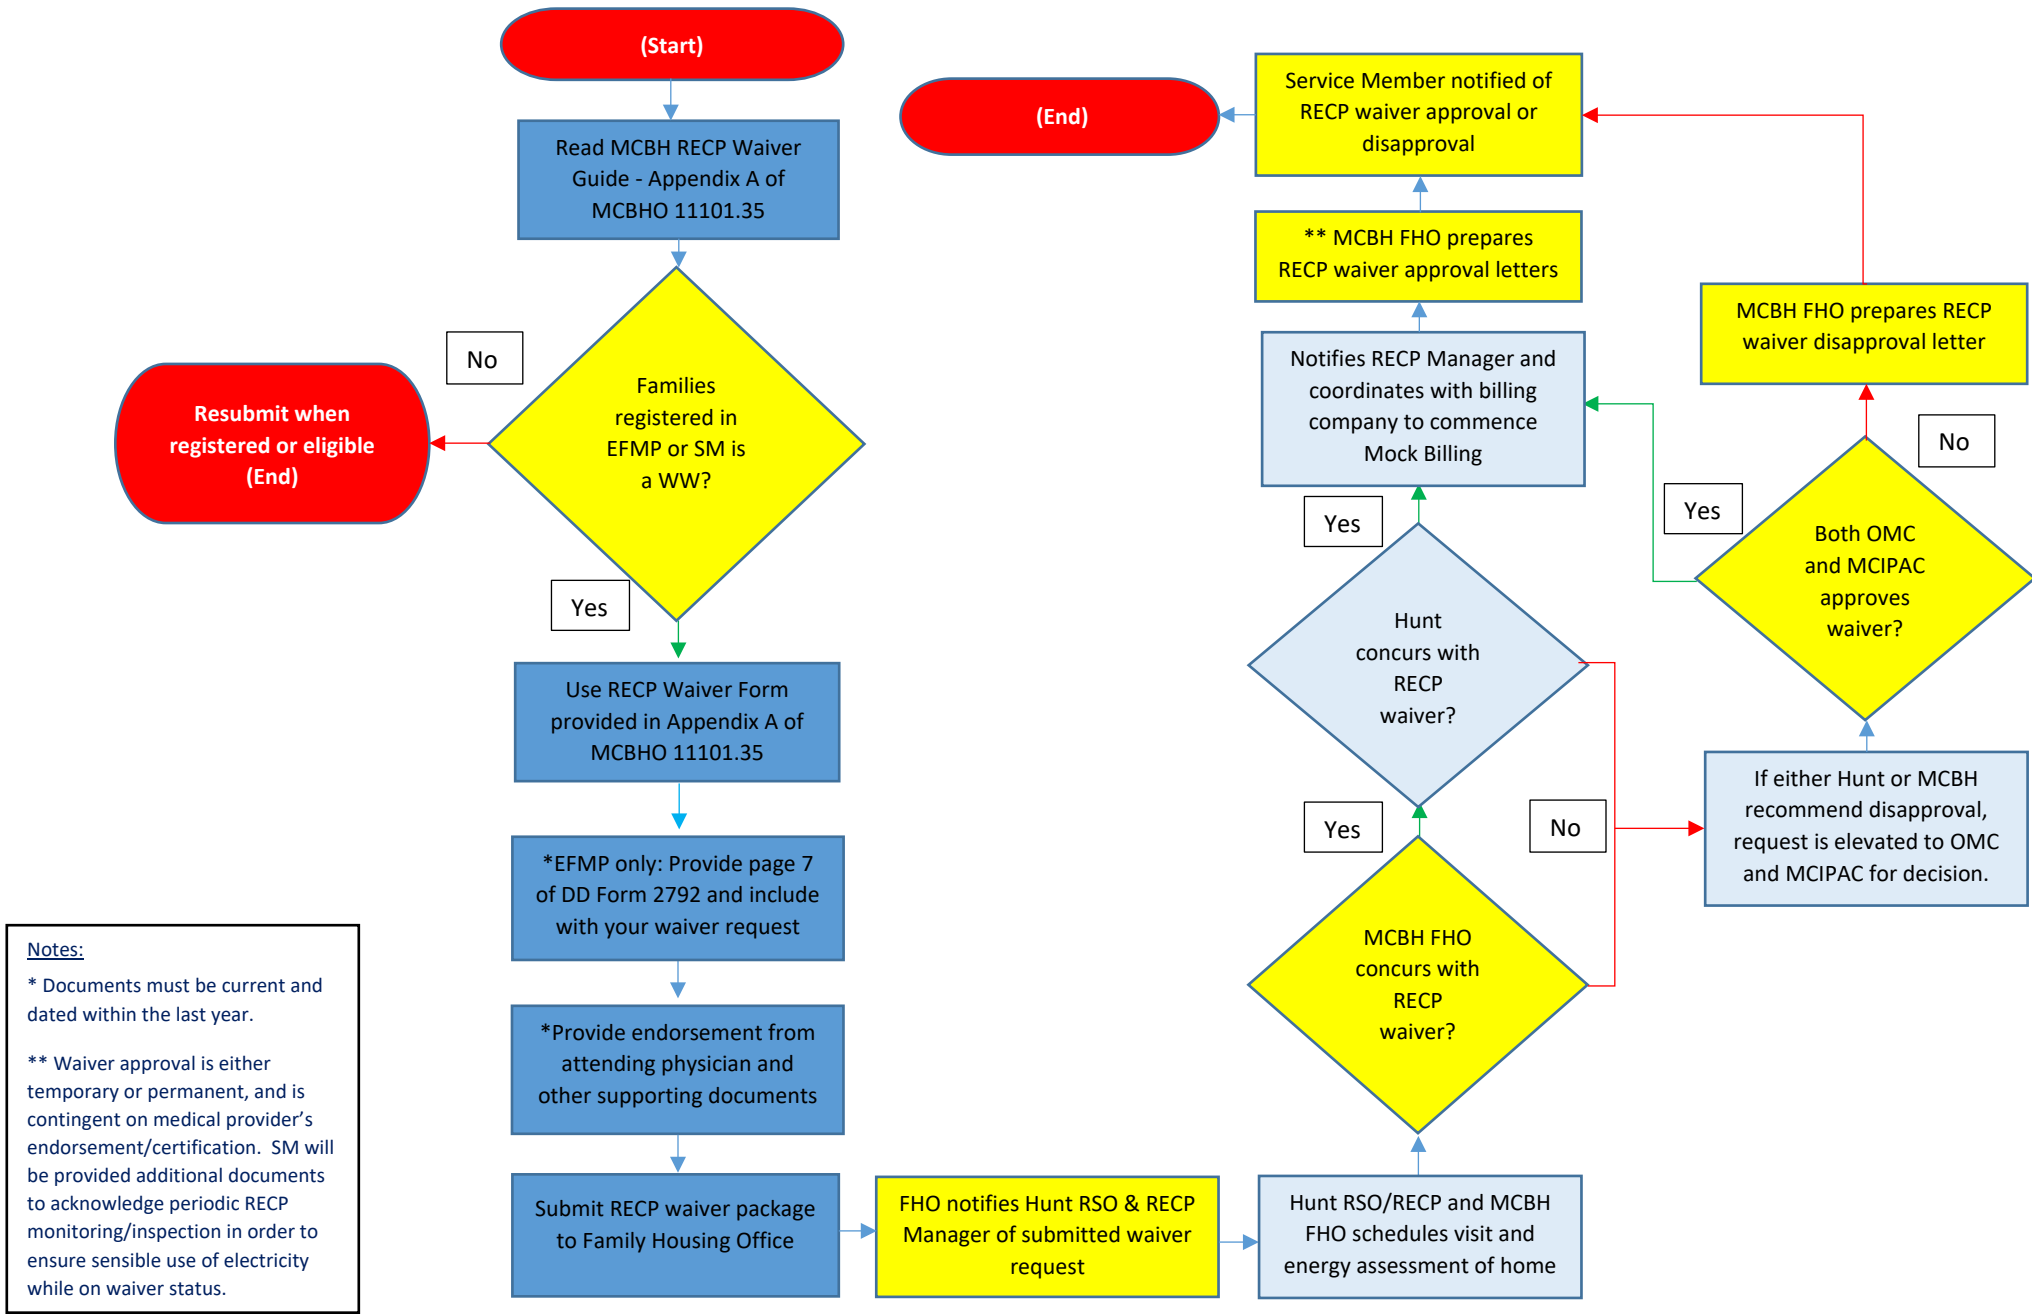 (Start)
Read MCBH RECP Waiver
Guide - Appendix A of
MCBHO 11101.35
No
Families
registered in
EFMP or SM is
a WW?
Resubmit when
registered or eligible
(End)
Yes
Use RECP Waiver Form
provided in Appendix A of
MCBHO 11101.35
*EFMP only: Provide page 7
of DD Form 2792 and include
with your waiver request
*Provide endorsement from
attending physician and
other supporting documents
Submit RECP waiver package
to Family Housing Office
FHO notifies Hunt RSO & RECP
Manager of submitted waiver
request
Hunt RSO/RECP and MCBH
FHO schedules visit and
energy assessment of home
MCBH FHO
concurs with
RECP
waiver?
Yes
No
Hunt
concurs with
RECP
waiver?
Yes
If either Hunt or MCBH
recommend disapproval,
request is elevated to OMC
and MCIPAC for decision.
Both OMC
and MCIPAC
approves
waiver?
Yes
No
Notifies RECP Manager and
coordinates with billing
company to commence
Mock Billing
MCBH FHO prepares RECP
waiver disapproval letter
** MCBH FHO prepares
RECP waiver approval letters
Service Member notified of
RECP waiver approval or
disapproval
(End)
Notes:
* Documents must be current and
dated within the last year.
** Waiver approval is either
temporary or permanent, and is
contingent on medical provider’s
endorsement/certification.  SM will
be provided additional documents
to acknowledge periodic RECP
monitoring/inspection in order to
ensure sensible use of electricity
while on waiver status.